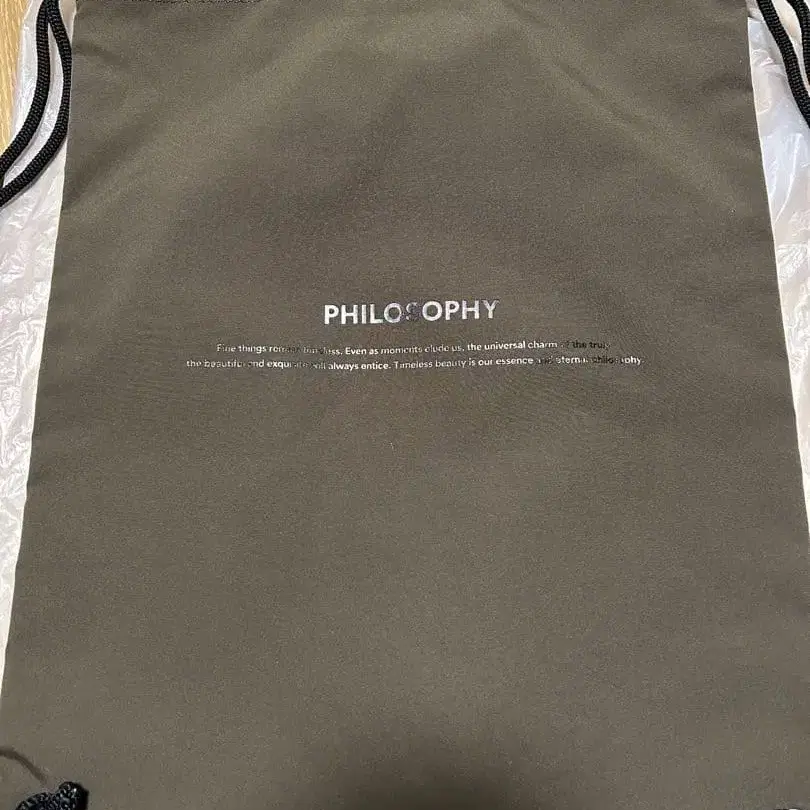 PHILOSOPHY
Fine things remain timeless. Even as moments elude us, the universal charm of the truly
the beautiful and exquisite will always entice. Timeless beauty is our essence and eternal philosophy.